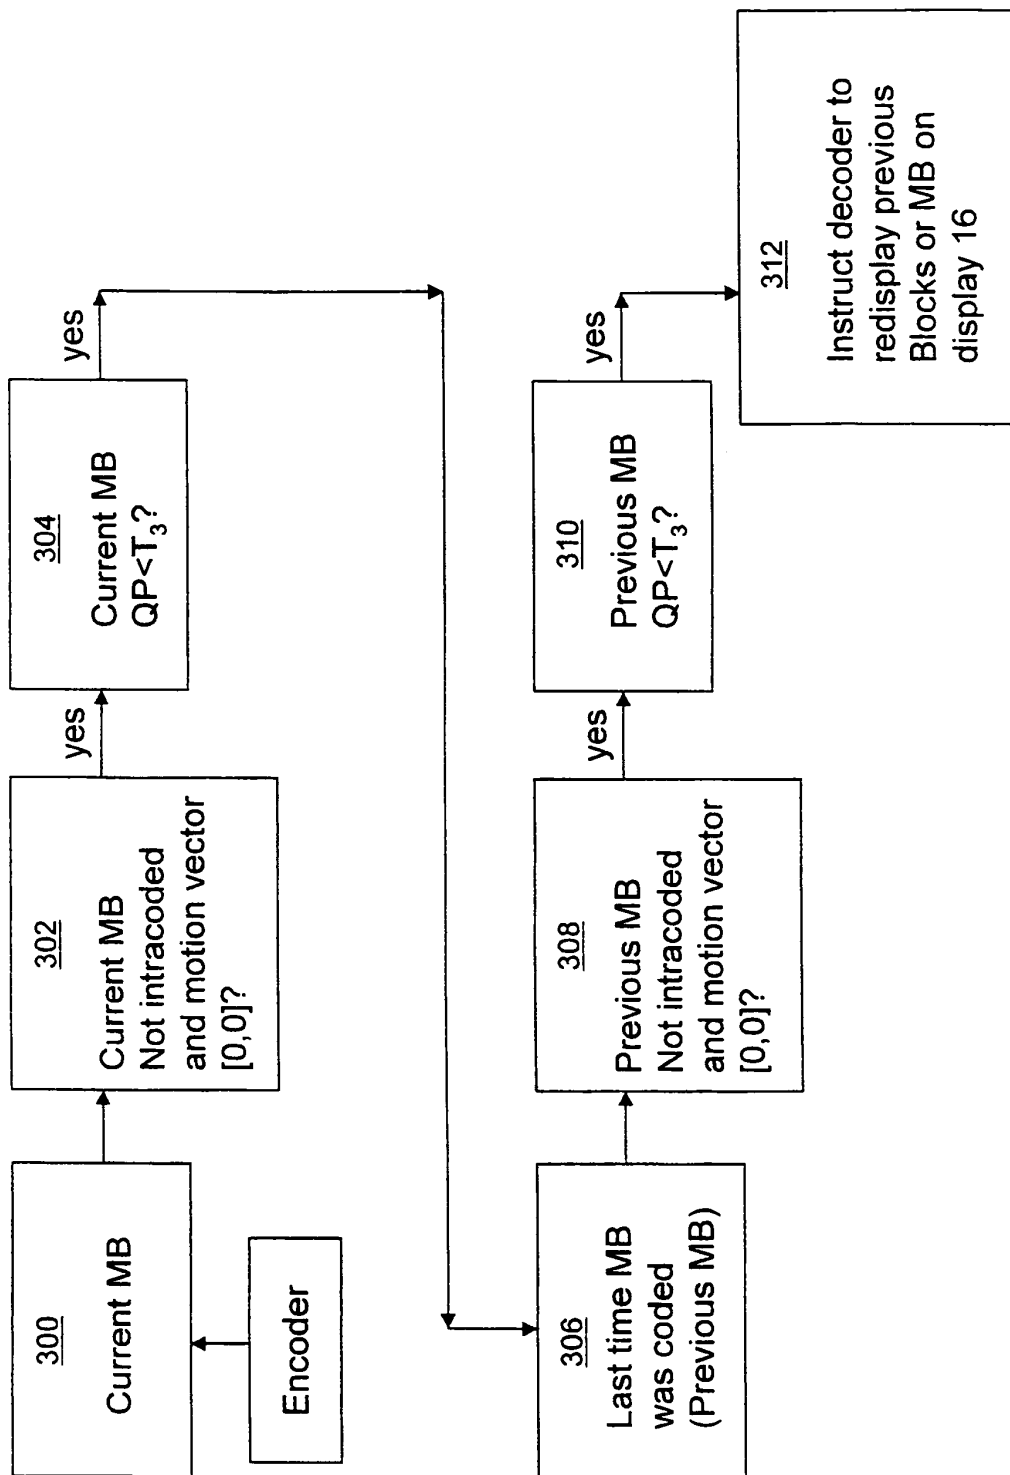 300
Current MB
Encoder
302
Current MB
Not intracoded
and motion vector
[0,0]?
yes
304
Current MB
QP<T3?
yes
306
Last time MB
was coded
(Previous MB)
308
Previous MB
Not intracoded
and motion vector
[0,0]?
yes
310
Previous MB
QP<T3?
yes
312
Instruct decoder to
redisplay previous
Blocks or MB on
display 16